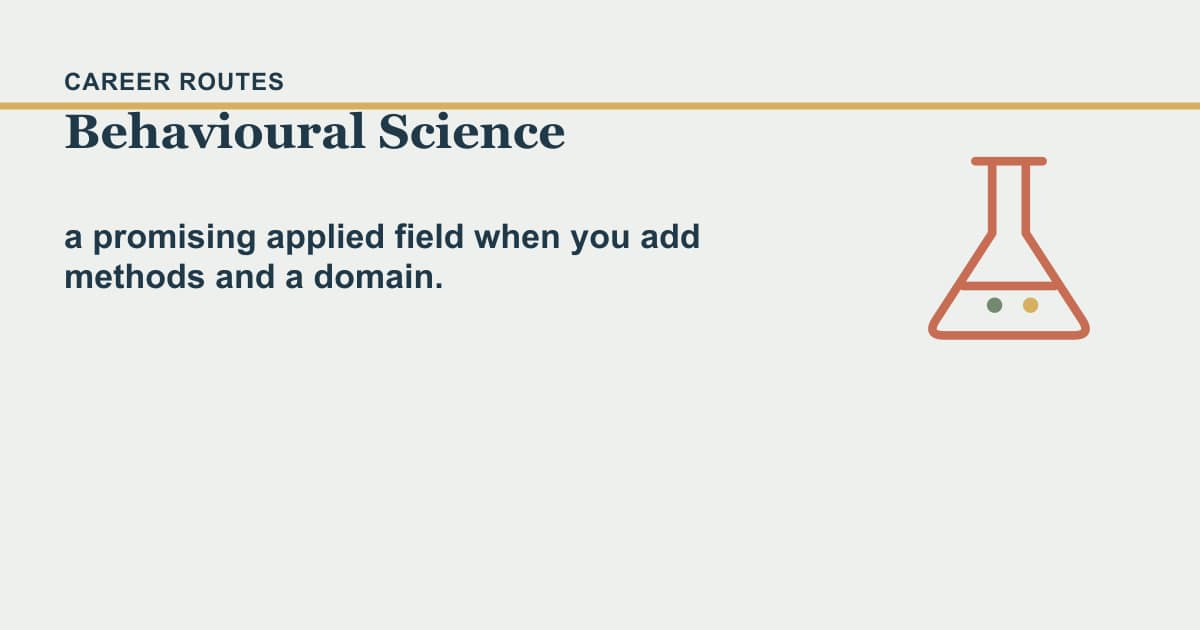 CAREER ROUTES
Behavioural Science
a promising applied field when you add
methods and a domain.